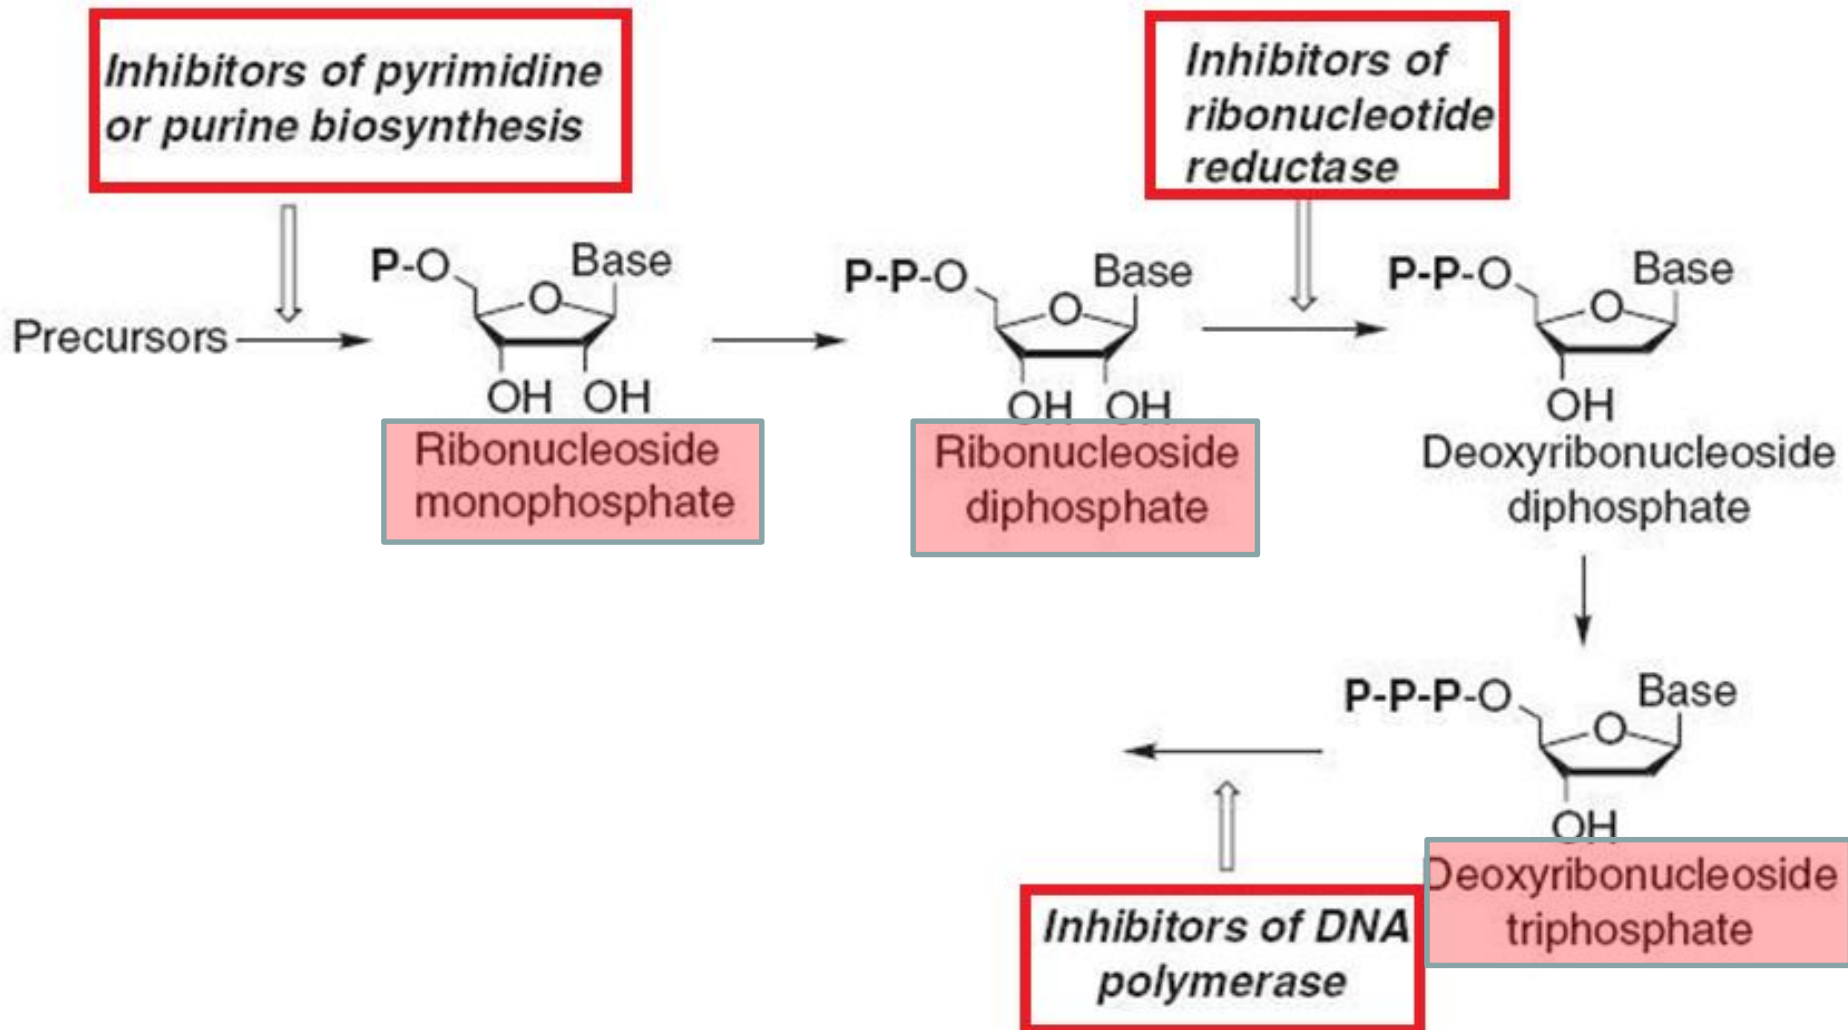 Inhibitors of pyrimidine
or purine biosynthesis
Inhibitors of
ribonucleotide
reductase
Precursors
P-O
Base
O
OH OH
Ribonucleoside
monophosphate
P-P-O
Base
O
OH OH
Ribonucleoside
diphosphate
P-P-O
Base
O
OH
Deoxyribonucleoside
diphosphate
P-P-P-O
Base
O
OH
Deoxyribonucleoside
triphosphate
Inhibitors of DNA
polymerase